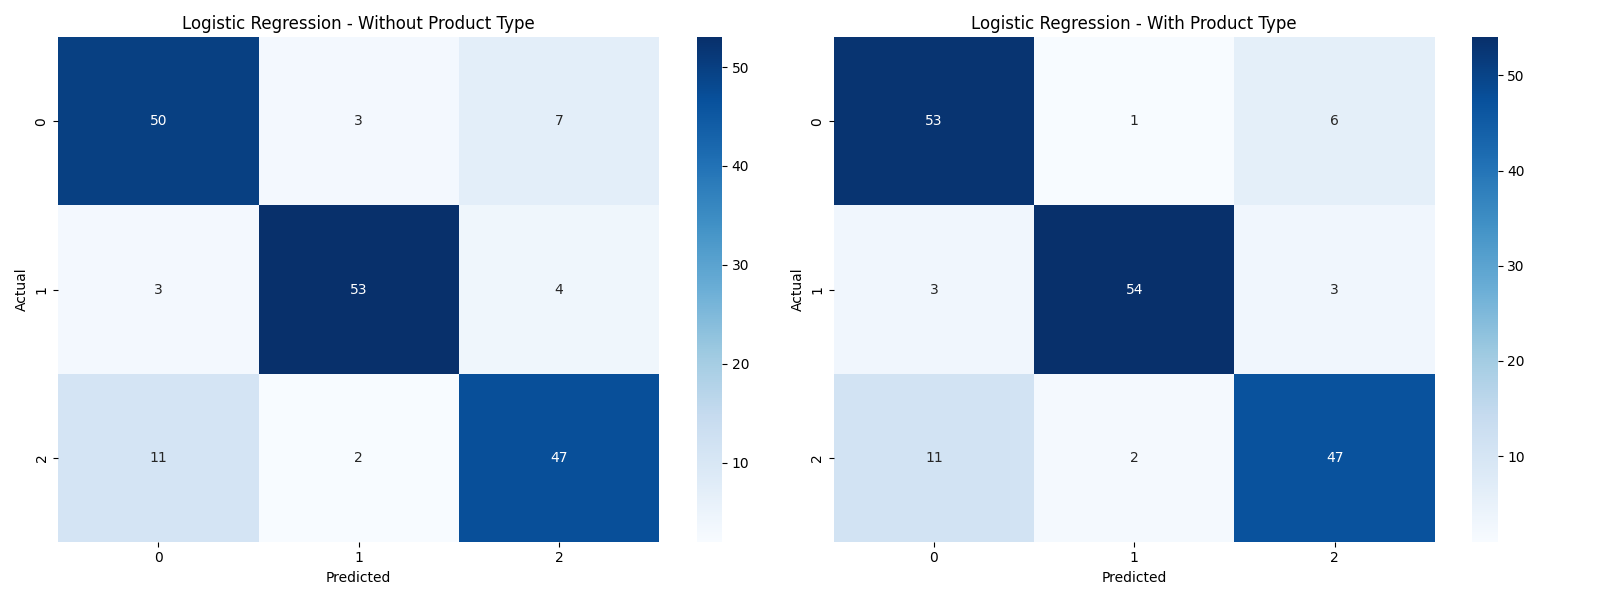 Logistic Regression - Without Product Type
0 50 3 7
1 3 53 4
2 11 2 47
0 1 2
Predicted
Actual
50
40
30
20
10
Logistic Regression - With Product Type
0 53 1 6
1 3 54 3
2 11 2 47
0 1 2
Predicted
Actual
50
40
30
20
10